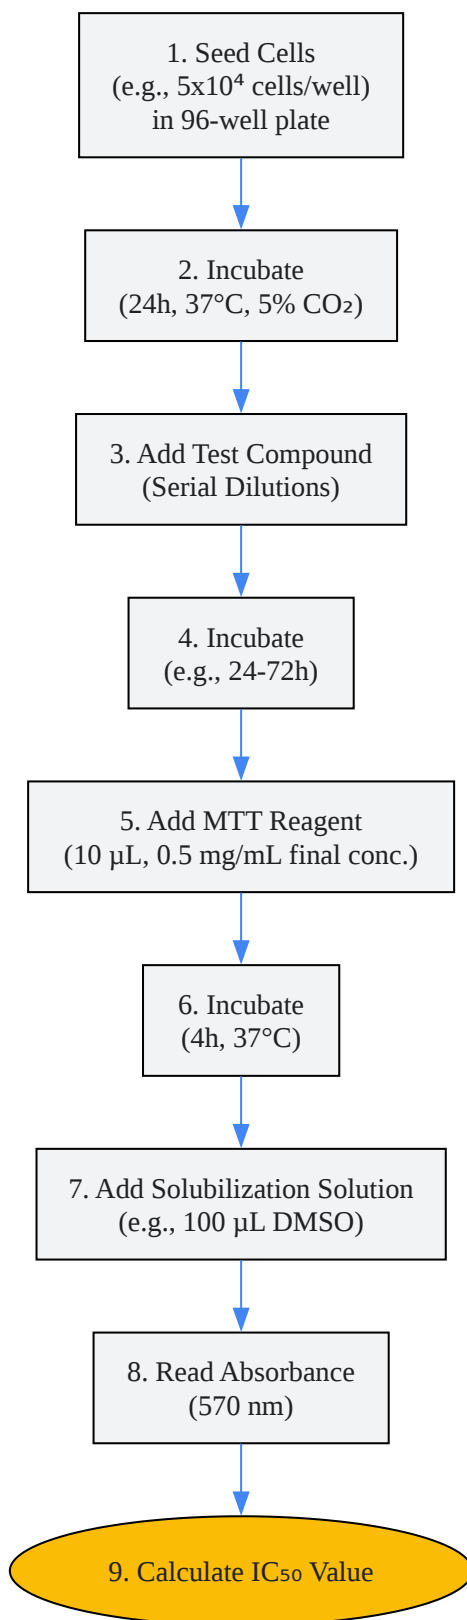 1. Seed Cells
(e.g., 5x10⁴ cells/well)
in 96-well plate
2. Incubate
(24h, 37°C, 5% CO₂)
3. Add Test Compound
(Serial Dilutions)
4. Incubate
(e.g., 24-72h)
5. Add MTT Reagent
(10 µL, 0.5 mg/mL final conc.)
6. Incubate
(4h, 37°C)
7. Add Solubilization Solution
(e.g., 100 µL DMSO)
8. Read Absorbance
(570 nm)
9. Calculate IC₅₀ Value